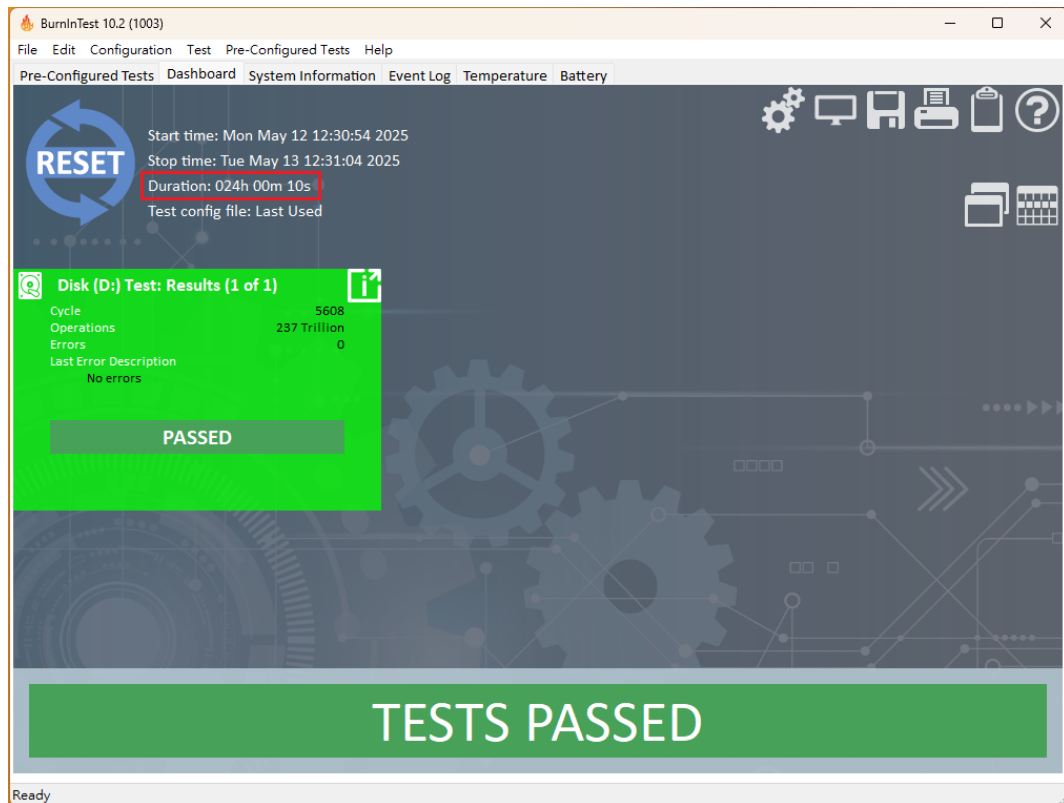 BurnInTest 10.2 (1003)
File Edit Configuration Test Pre-Configured Tests Help
Pre-Configured Tests Dashboard System Information Event Log Temperature Battery
RESET
Start time: Mon May 12 12:30:54 2025
Stop time: Tue May 13 12:31:04 2025
Duration: 024h 00m 10s
Test config file: Last Used
Disk (D:) Test: Results (1 of 1)
Cycle 5608
Operations 237 Trillion
Errors 0
Last Error Description
No errors
PASSED
TESTS PASSED
Ready